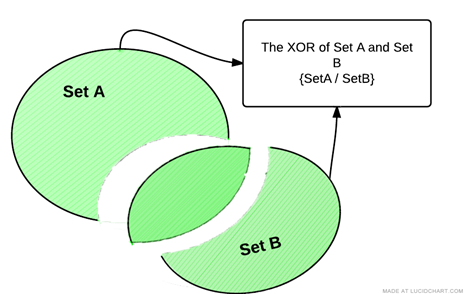 The XOR of Set A and Set
B
{SetA / SetB}
Set A
Set B
MADE AT LUCIDCHART.COM